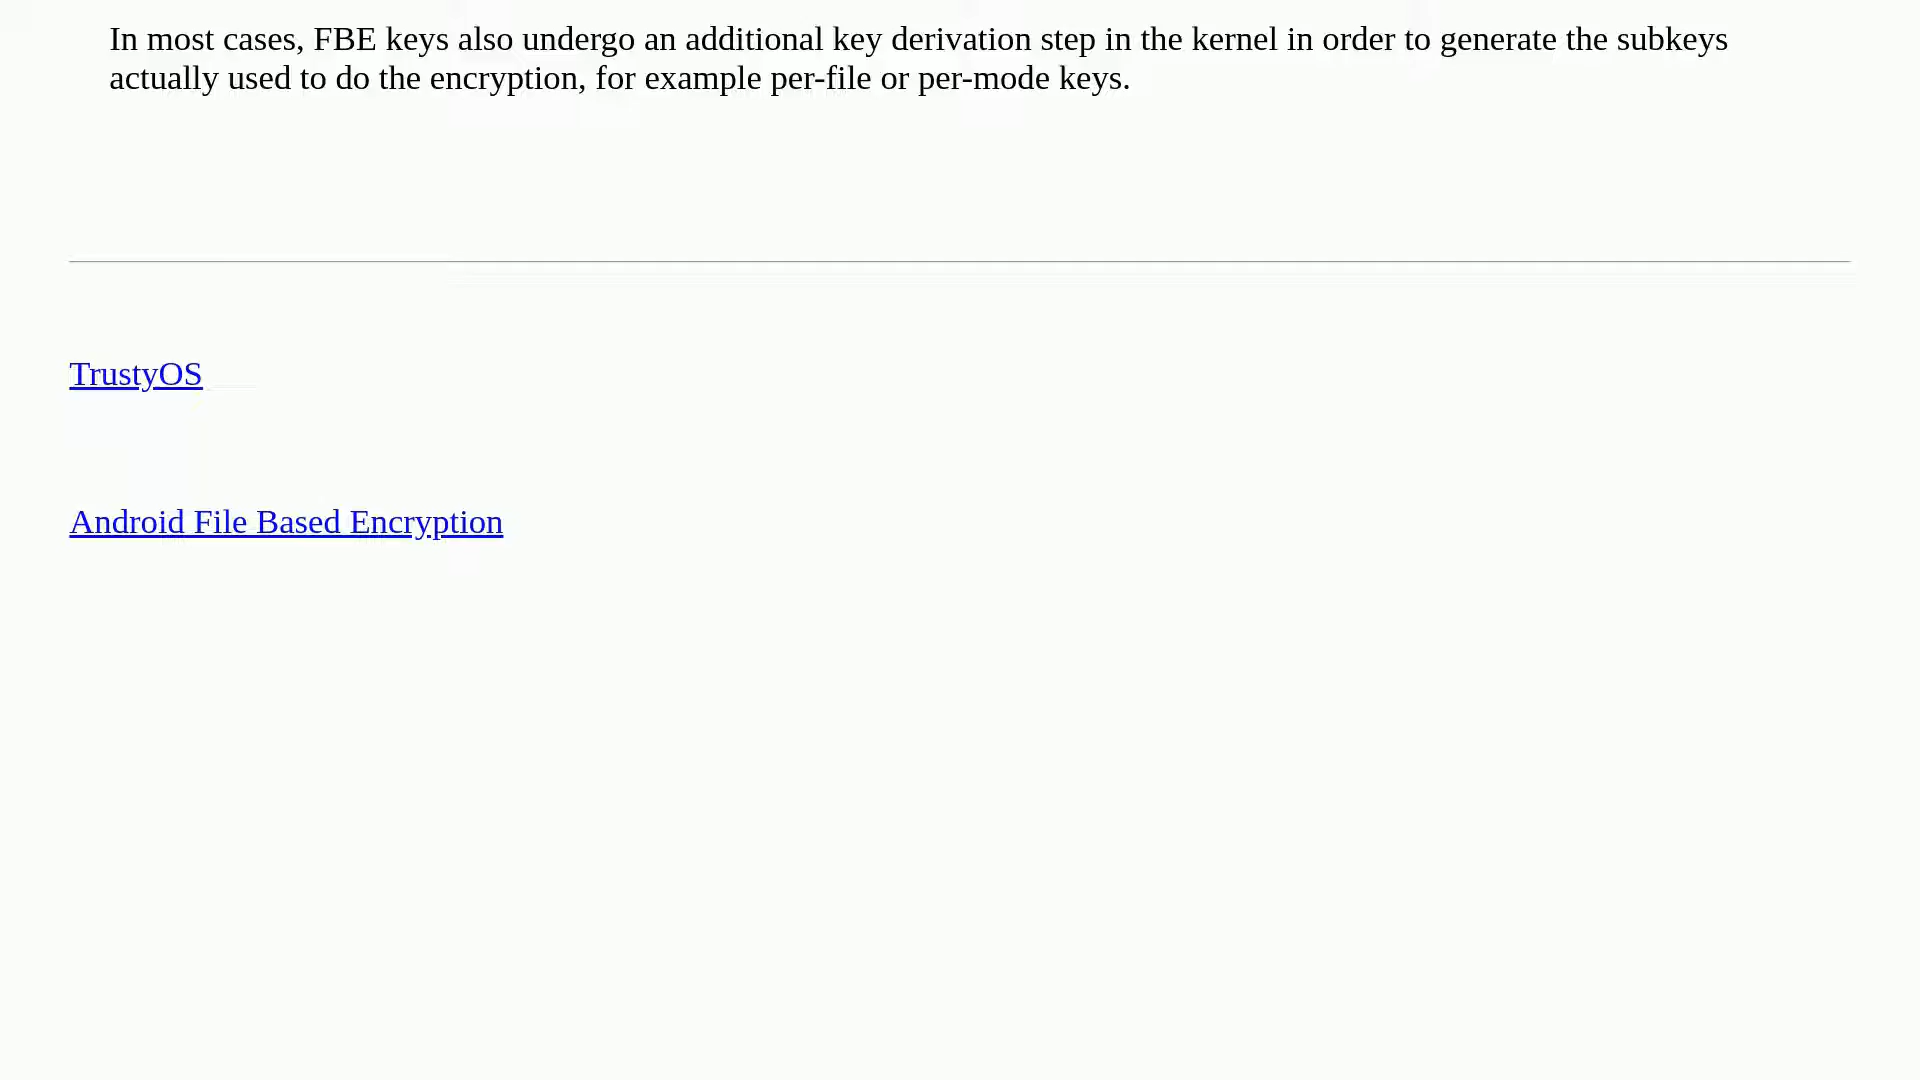 In most cases, FBE keys also undergo an additional key derivation step in the kernel in order to generate the subkeys
actually used to do the encryption, for example per-file or per-mode keys.
TrustyOS
Android File Based Encryption